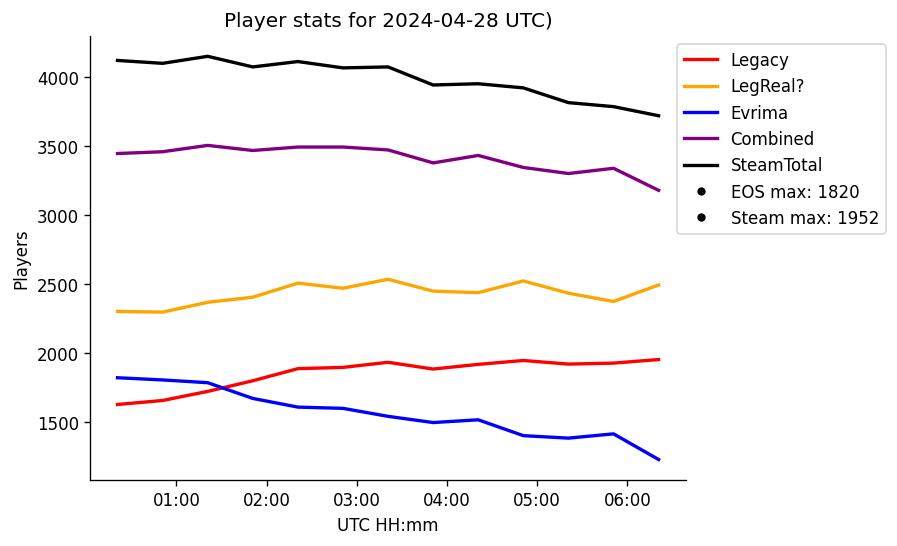 Player stats for 2024-04-28 UTC)
Players
4000
3500
3000
2500
2000
1500
01:00
02:00
03:00
04:00
05:00
06:00
UTC HH:mm
Legacy
LegReal?
Evrima
Combined
SteamTotal
EOS max: 1820
Steam max: 1952